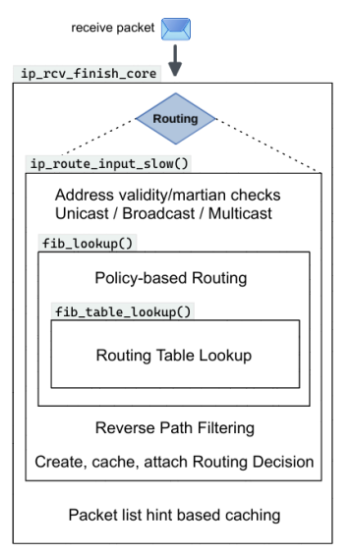 receive packet
ip_rcv_finish_core
Routing
ip_route_input_slow()
Address validity/martian checks
Unicast / Broadcast / Multicast
fib_lookup()
Policy-based Routing
fib_table_lookup()
Routing Table Lookup
Reverse Path Filtering
Create, cache, attach Routing Decision
Packet list hint based caching